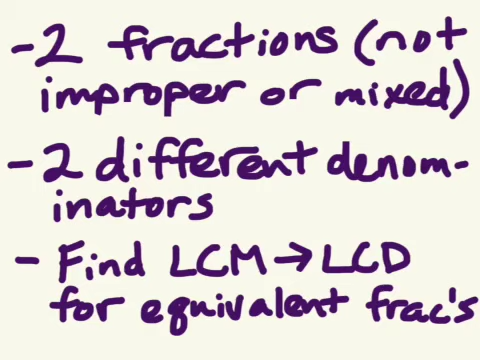 - 2 fractions (not
improper or mixed)
- 2 different denom-
inators
- Find LCM → LCD
for equivalent frac's